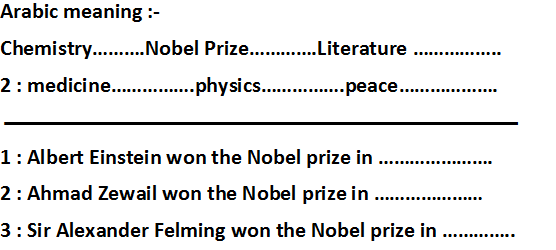 Arabic meaning :-
Chemistry..........Nobel Prize.............Literature .................
2 : medicine................physics................peace...................
1 : Albert Einstein won the Nobel prize in ......................
2 : Ahmad Zewail won the Nobel prize in .....................
3 : Sir Alexander Felming won the Nobel prize in ..............